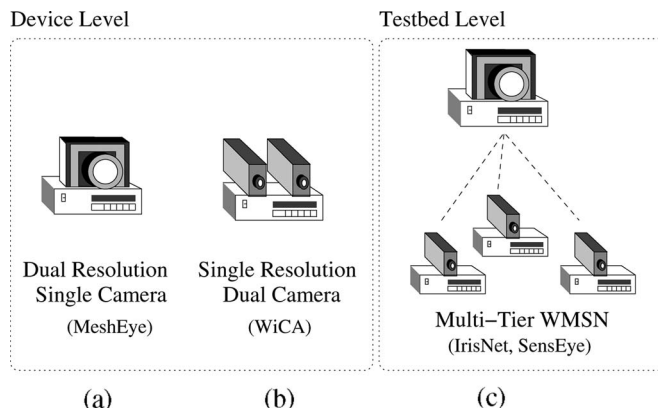 Device Level
Testbed Level
Dual Resolution
Single Camera
(MeshEye)
Single Resolution
Dual Camera
(WiCA)
Multi−Tier WMSN
(IrisNet, SensEye)
(a)
(b)
(c)